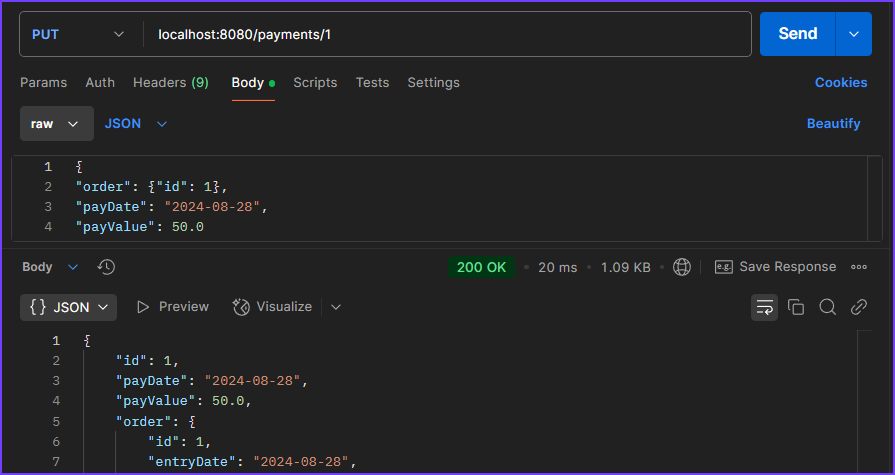 PUT localhost:8080/payments/1 Send
Params Auth Headers (9) Body Scripts Tests Settings Cookies
raw JSON Beautify
1 {
2 "order": {"id": 1},
3 "payDate": "2024-08-28",
4 "payValue": 50.0
Body 200 OK 20 ms 1.09 KB e.g. Save Response
{} JSON Preview Visualize
1 {
2 "id": 1,
3 "payDate": "2024-08-28",
4 "payValue": 50.0,
5 "order": {
6 "id": 1,
7 "entryDate": "2024-08-28",